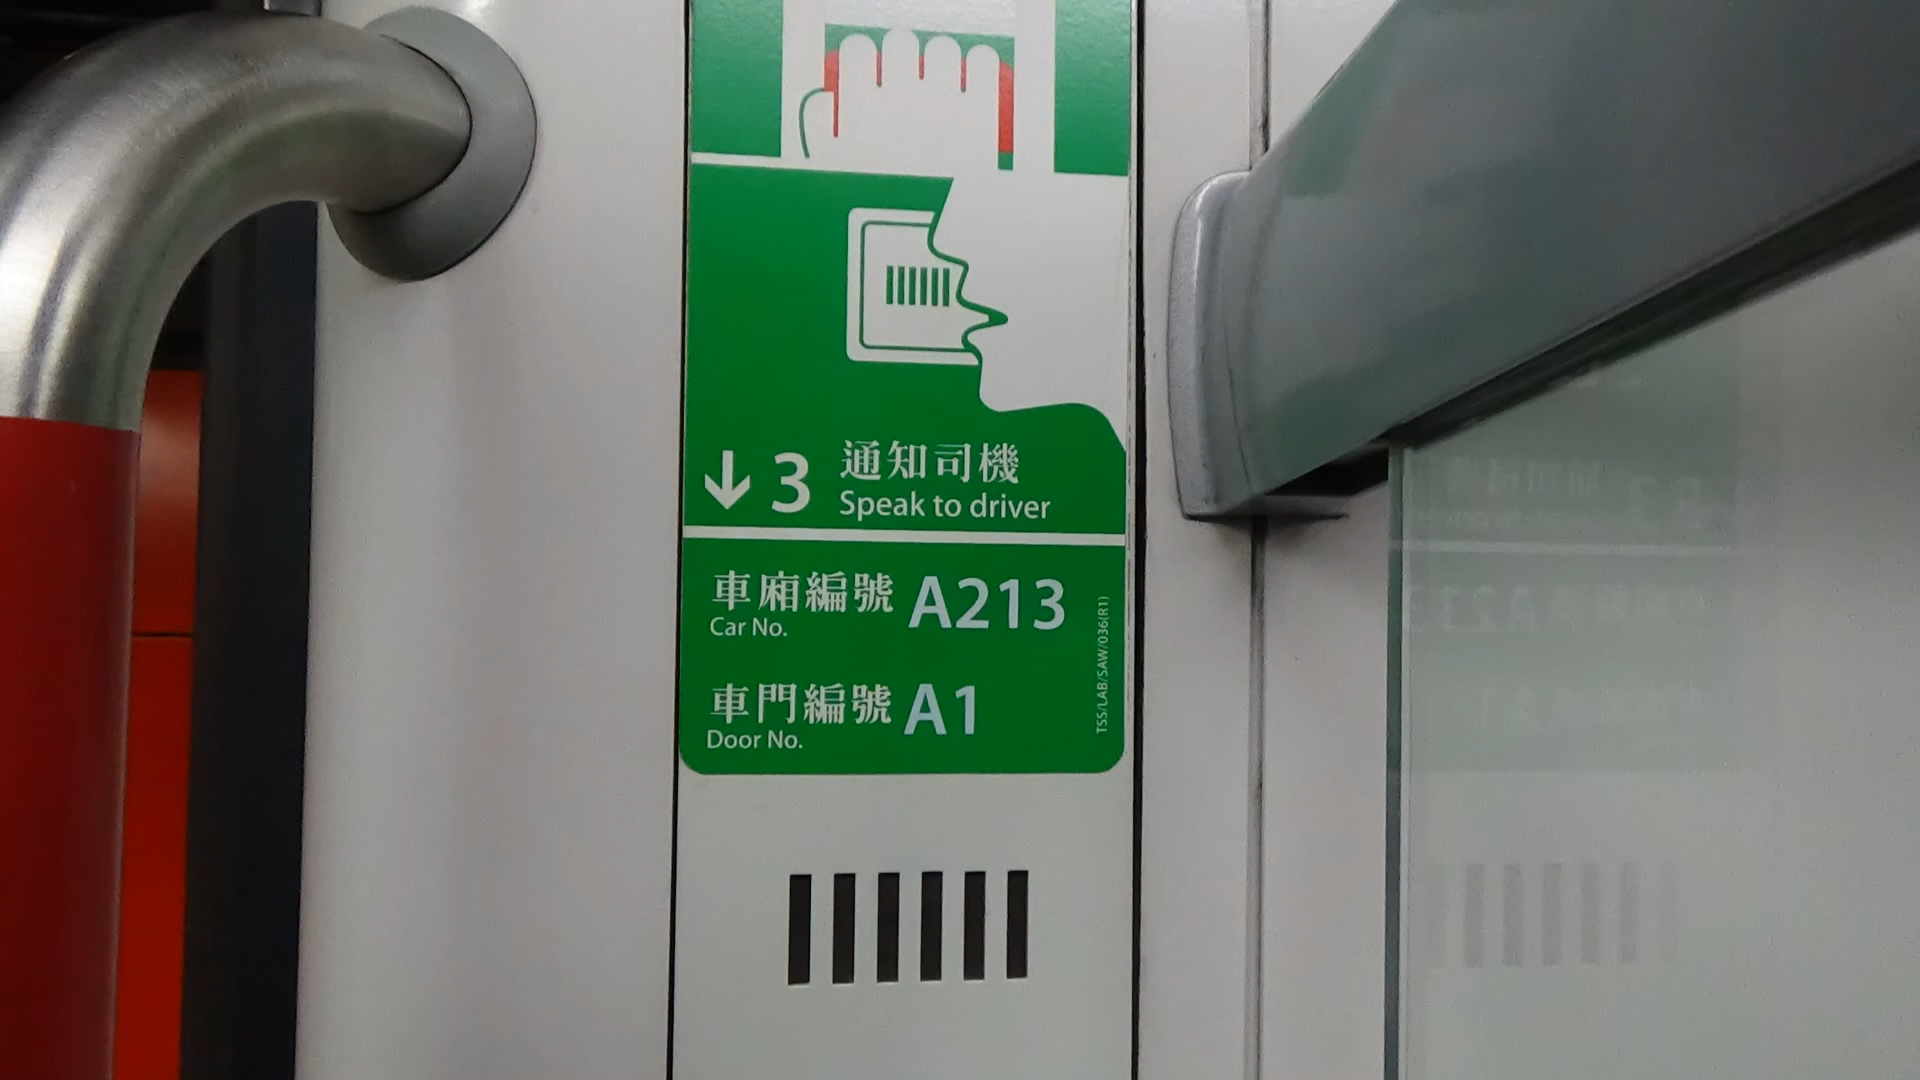 ↓ 3 通知司機
Speak to driver
車廂編號 A213
Car No.
車門編號 A1
Door No.
TSS/LAB/SAW/036(R1)